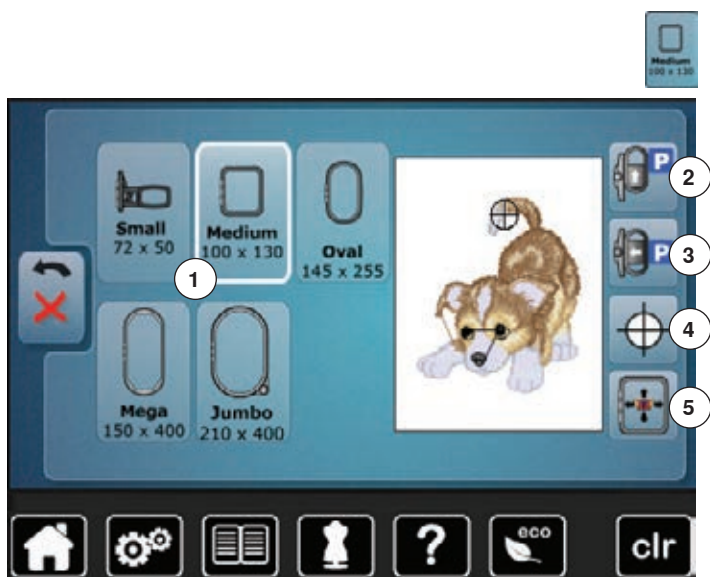 Medium
100 x 130
Small
72 x 50
Medium
100 x 130
Oval
145 x 255
P
2
P
3
1
4
5
Mega
150 x 400
Jumbo
210 x 400
?
eco
clr